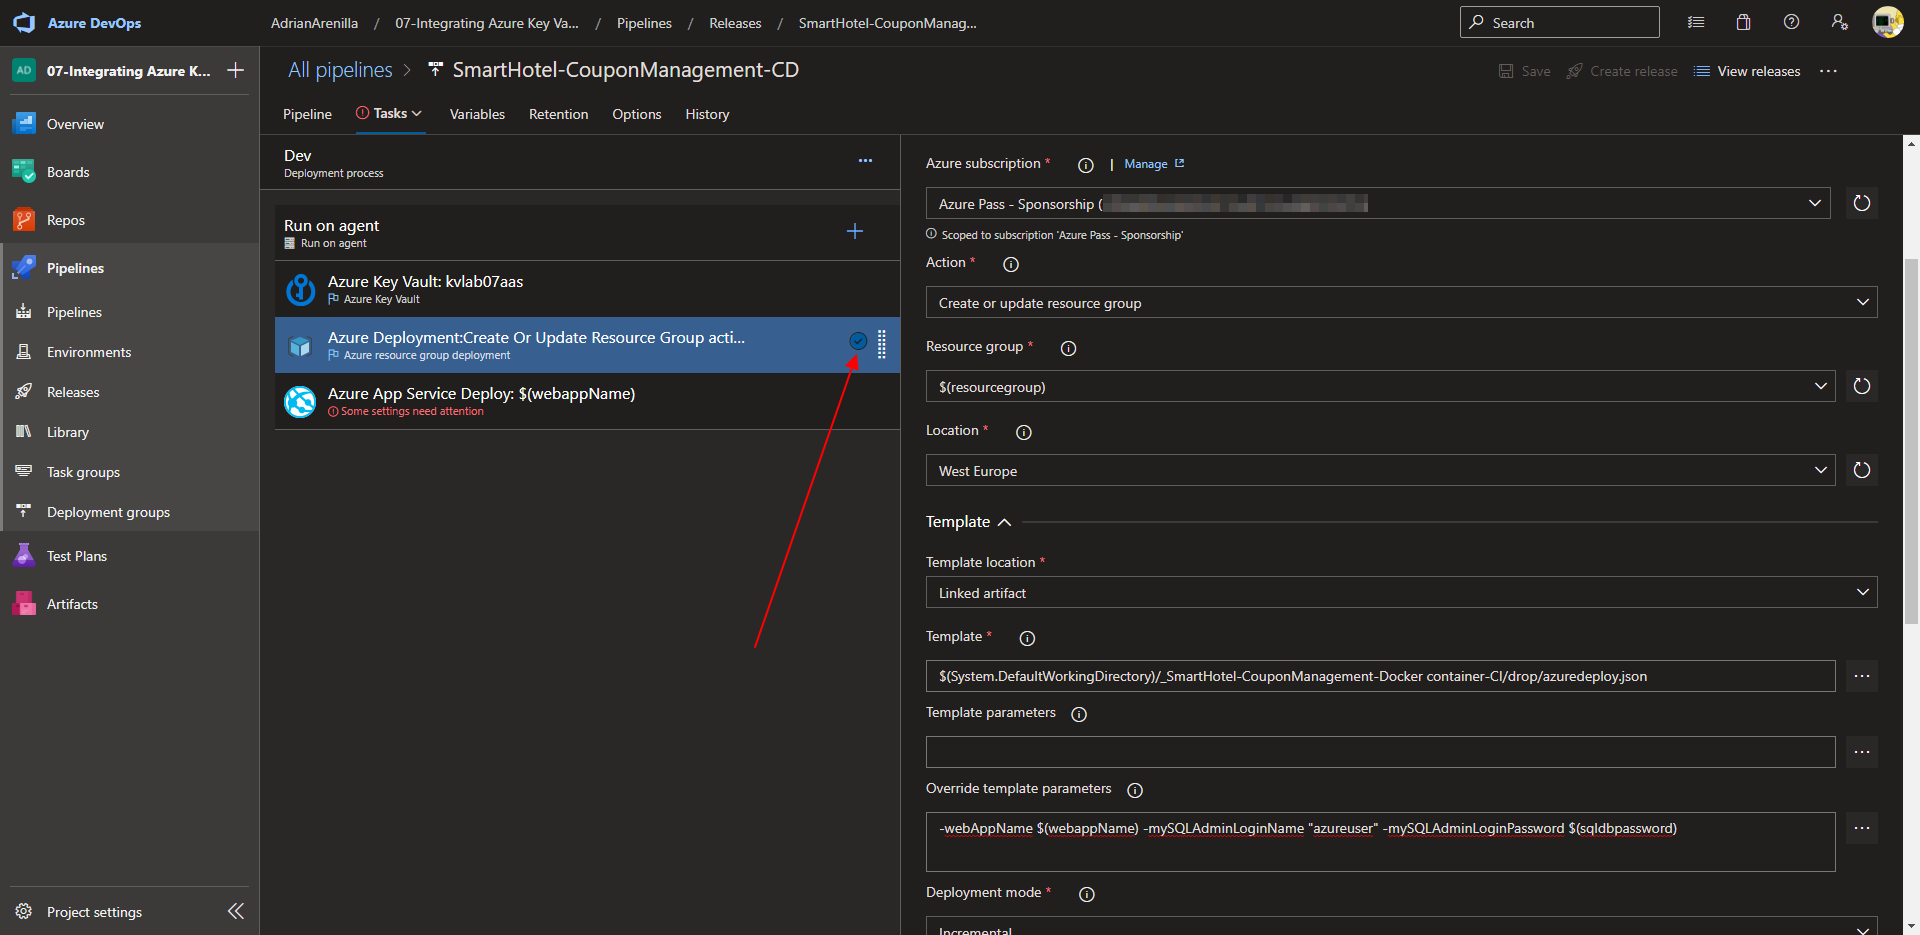 Azure DevOps
AdrianArenilla / 07-Integrating Azure Key Va... / Pipelines / Releases / SmartHotel-CouponManag...
Search
AD 07-Integrating Azure K...
Overview
Boards
Repos
Pipelines
Pipelines
Environments
Releases
Library
Task groups
Deployment groups
Test Plans
Artifacts
Project settings
All pipelines > SmartHotel-CouponManagement-CD
Save Create release View releases ...
Pipeline Tasks Variables Retention Options History
Dev
Deployment process
Run on agent
Run on agent
Azure Key Vault: kvlab07aas
Azure Key Vault
Azure Deployment:Create Or Update Resource Group acti...
Azure resource group deployment
Azure App Service Deploy: $(webappName)
Some settings need attention
Azure subscription * | Manage
Azure Pass - Sponsorship (
Scoped to subscription 'Azure Pass - Sponsorship'
Action *
Create or update resource group
Resource group *
$(resourcegroup)
Location *
West Europe
Template
Template location *
Linked artifact
Template *
$(System.DefaultWorkingDirectory)/_SmartHotel-CouponManagement-Docker container-CI/drop/azuredeploy.json
Template parameters
Override template parameters
-webAppName $(webappName) -mySQLAdminLoginName "azureuser" -mySQLAdminLoginPassword $(sqldbpassword)
Deployment mode *
Incremental